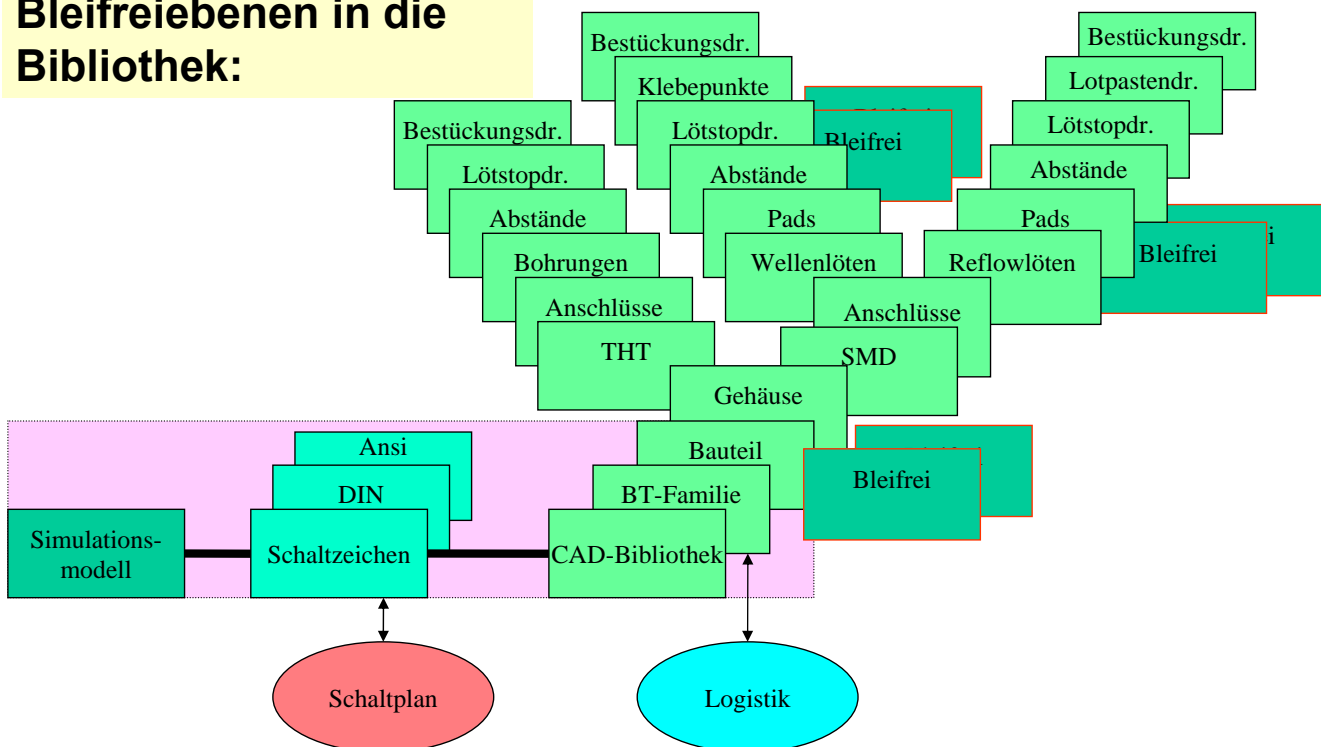 Bleifreiebenen in die
Bibliothek:
Bestückungsdr.
Lötstopdr.
Abstände
Bohrungen
Anschlüsse
THT
Bestückungsdr.
Klebepunkte
Lötstopdr.
Abstände
Pads
Wellenlöten
Bleifrei
Bestückungsdr.
Lotpastendr.
Lötstopdr.
Abstände
Pads
Reflowlöten
Bleifrei
Anschlüsse
SMD
Gehäuse
Bauteil
BT-Familie
CAD-Bibliothek
Bleifrei
Ansi
DIN
Schaltzeichen
Simulations-
modell
Schaltplan
Logistik